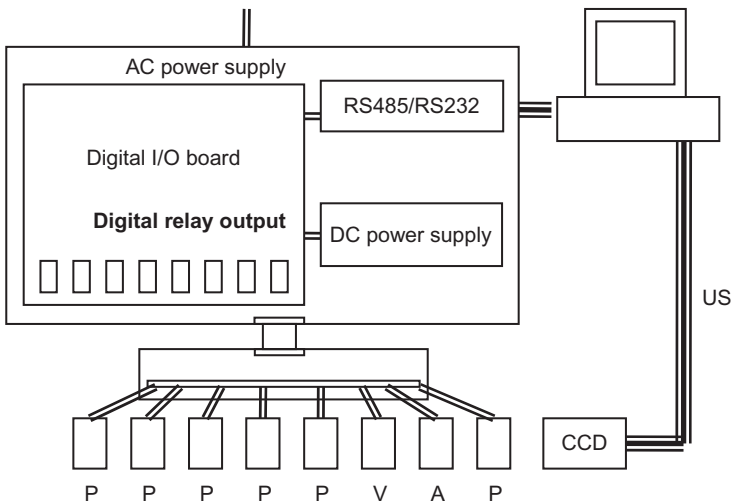 AC power supply
RS485/RS232
Digital I/O board
Digital relay output
DC power supply
US
CCD
P P P P P V A P